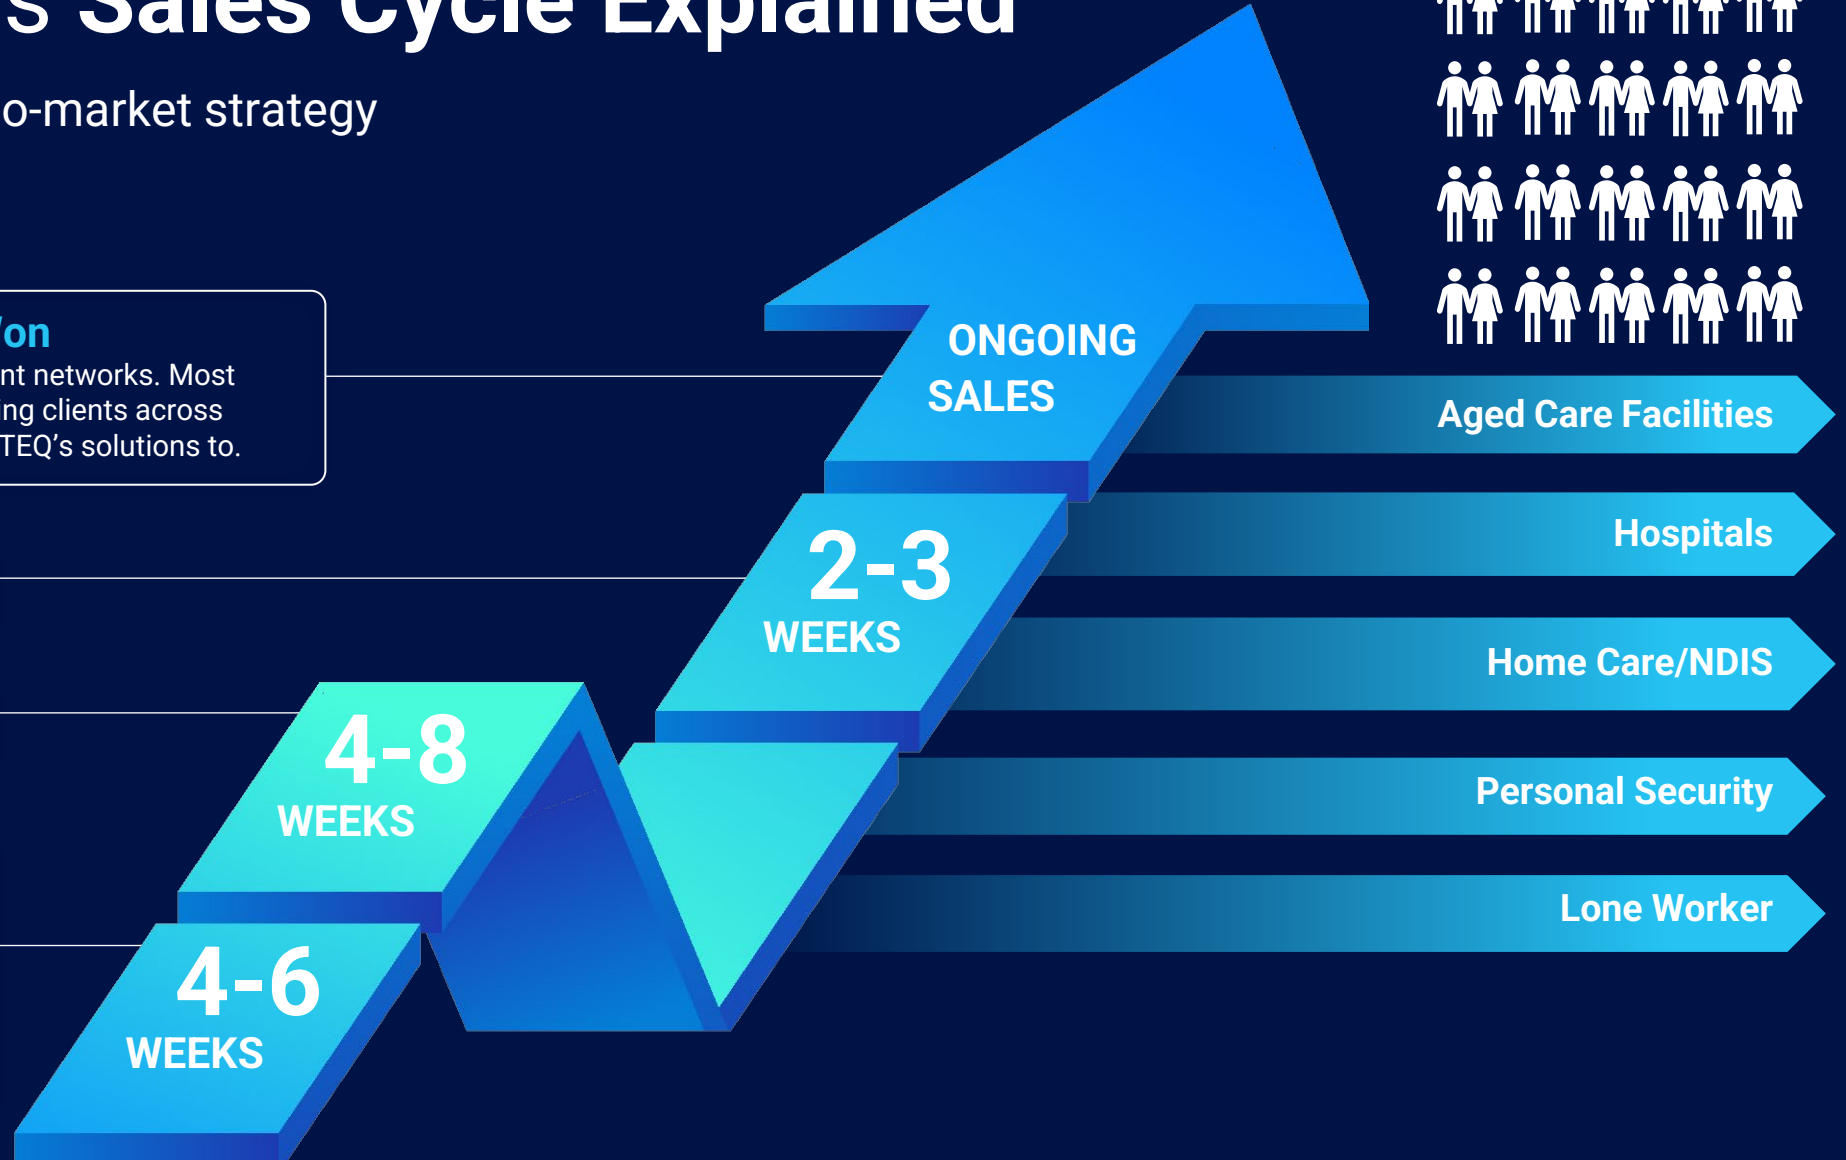 s Sales Cycle Explained
o-market strategy
on
nt networks. Most
ing clients across
TEQ’s solutions to.
ONGOING
SALES
2-3
WEEKS
4-8
WEEKS
4-6
WEEKS
Aged Care Facilities
Hospitals
Home Care/NDIS
Personal Security
Lone Worker